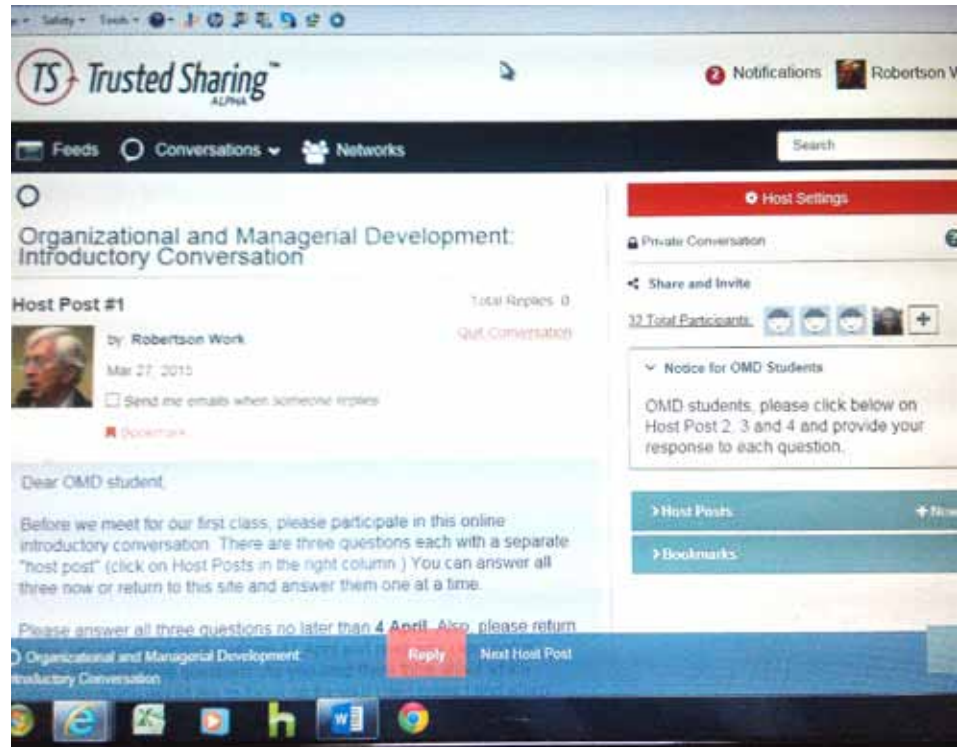 Safety Tools
TS Trusted Sharing™
ALPHA
2 Notifications Robertson W
Feeds Conversations Networks
Search
Organizational and Managerial Development:
Introductory Conversation
Host Post #1
Total Replies 0
by Robertson Work
Quit Conversation
Mar 27, 2015
Send me emails when someone replies
Bookmark
Dear OMD student,
Before we meet for our first class, please participate in this online
introductory conversation. There are three questions each with a separate
"host post" (click on Host Posts in the right column.) You can answer all
three now or return to this site and answer them one at a time.
Please answer all three questions no later than 4 April. Also, please return
Organizational and Managerial Development:
Introductory Conversation
Reply
Next Host Post
Host Settings
Private Conversation
Share and Invite
32 Total Participants
Notice for OMD Students
OMD students, please click below on
Host Post 2, 3 and 4 and provide your
response to each question.
Host Posts + New
Bookmarks
h
W